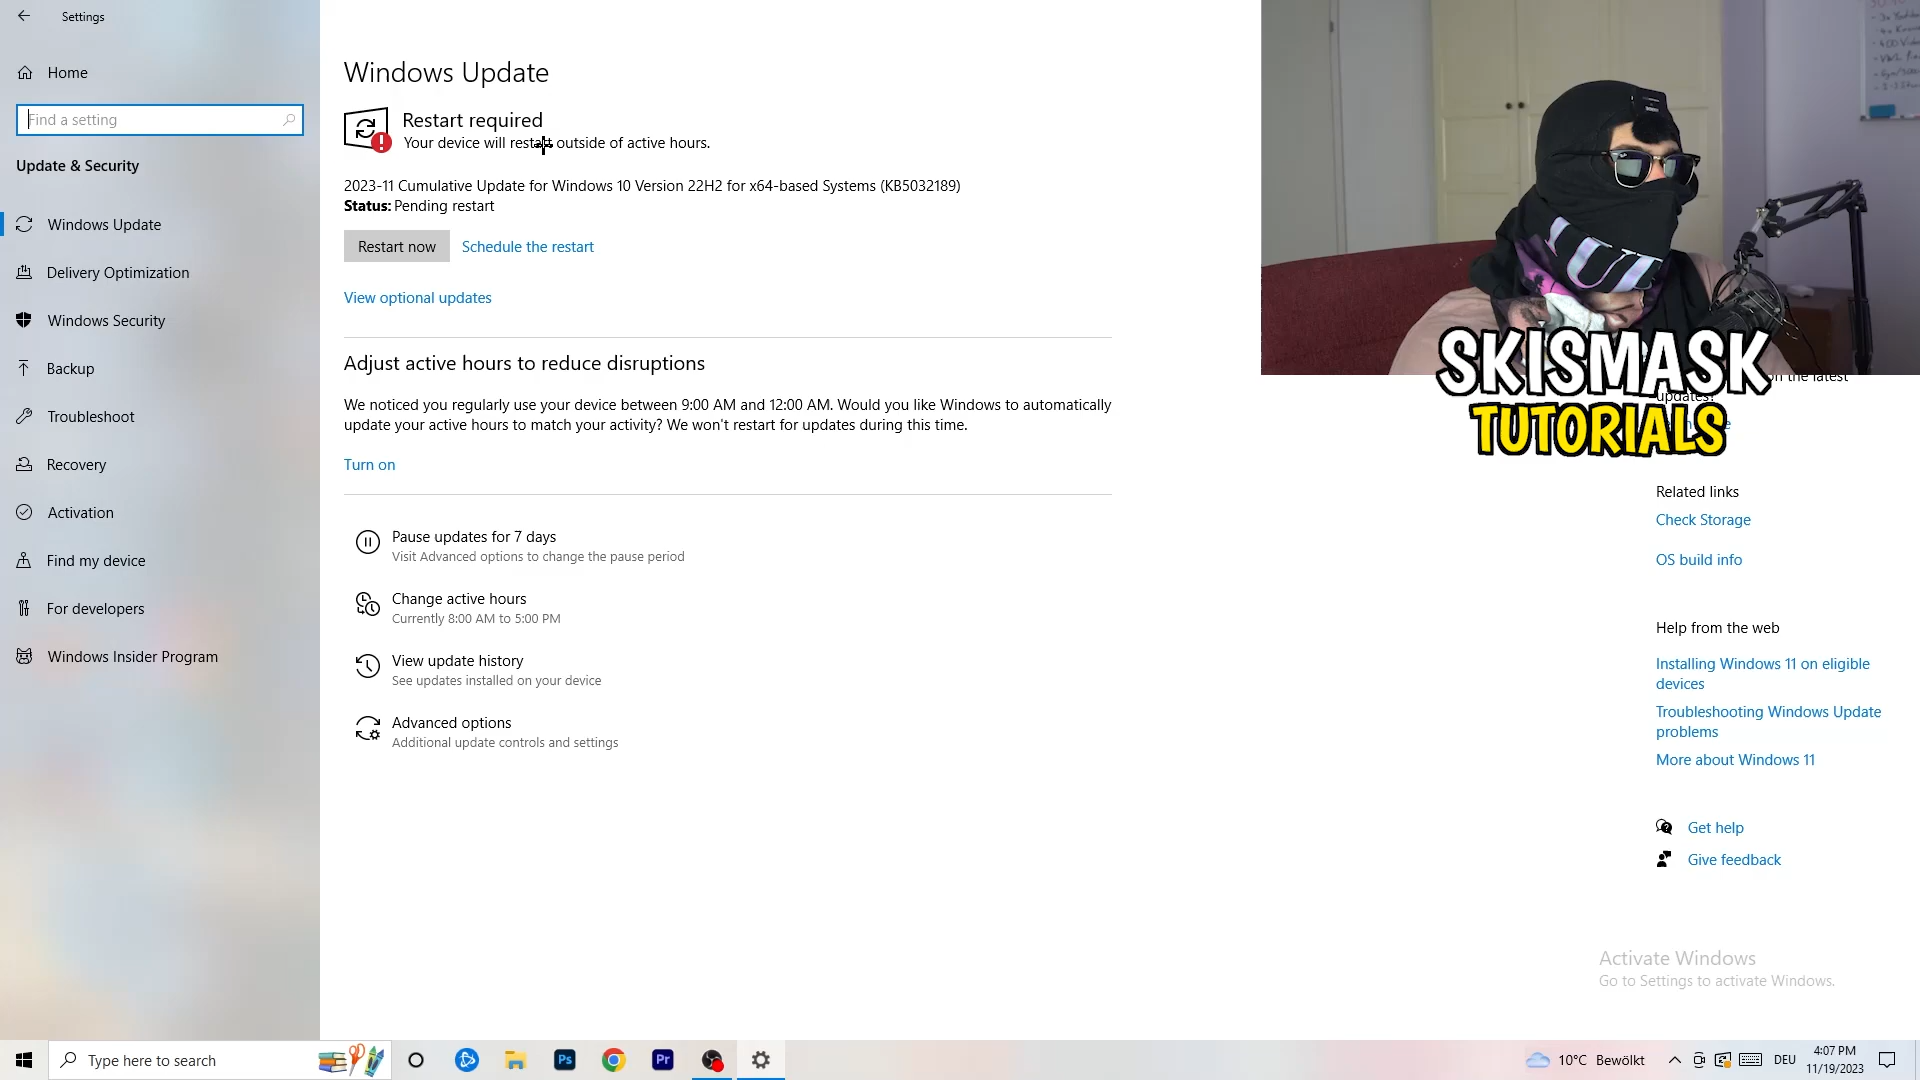 Settings
Home
Find a setting
Update & Security
Windows Update
Delivery Optimization
Windows Security
Backup
Troubleshoot
Recovery
Activation
Find my device
For developers
Windows Insider Program
Windows Update
Restart required
Your device will restart outside of active hours.
2023-11 Cumulative Update for Windows 10 Version 22H2 for x64-based Systems (KB5032189)
Status: Pending restart
Restart now
Schedule the restart
View optional updates
Adjust active hours to reduce disruptions
We noticed you regularly use your device between 9:00 AM and 12:00 AM. Would you like Windows to automatically
update your active hours to match your activity? We won't restart for updates during this time.
Turn on
Pause updates for 7 days
Visit Advanced options to change the pause period
Change active hours
Currently 8:00 AM to 5:00 PM
View update history
See updates installed on your device
Advanced options
Additional update controls and settings
SKISMASK
TUTORIALS
on the latest
updates?
Related links
Check Storage
OS build info
Help from the web
Installing Windows 11 on eligible
devices
Troubleshooting Windows Update
problems
More about Windows 11
Get help
Give feedback
Activate Windows
Go to Settings to activate Windows.
Type here to search
Ps
Pr
10°C Bewölkt
DEU
4:07 PM
11/19/2023